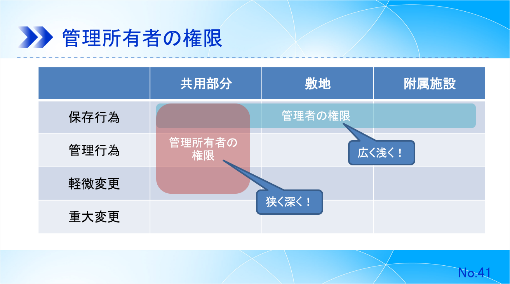 管理所有者の権限
共用部分 敷地 附属施設
保存行為
管理者の権限
管理行為
管理所有者の
権限
広く浅く！
軽微変更
狭く深く！
重大変更
No.41